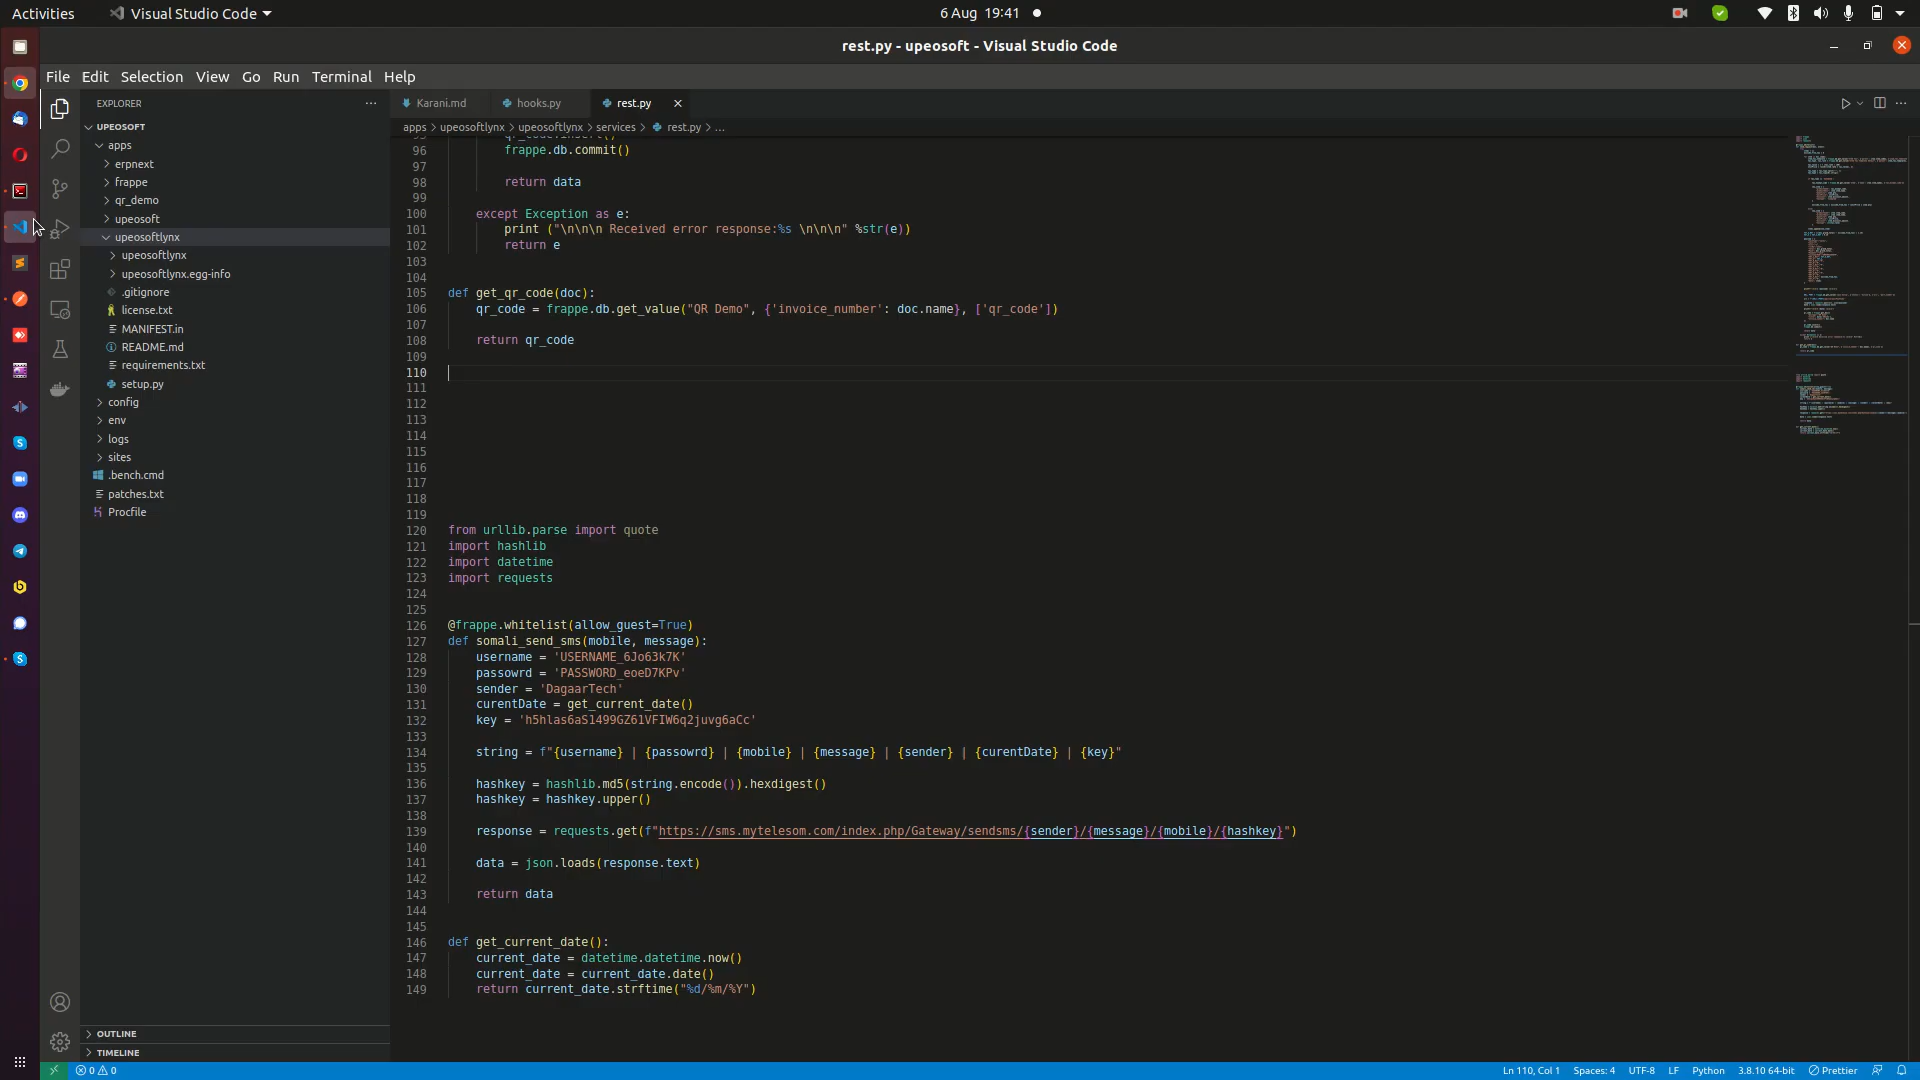 Activities
Visual Studio Code
6 Aug 19:41
rest.py - upeosoft - Visual Studio Code
File Edit Selection View Go Run Terminal Help
EXPLORER
UPEOSOFT
apps
erpnext
frappe
qr_demo
upeosoft
upeosoftlynx
upeosoftlynx
upeosoftlynx.egg-info
.gitignore
license.txt
MANIFEST.in
README.md
requirements.txt
setup.py
config
env
logs
sites
.bench.cmd
patches.txt
Procfile
OUTLINE
TIMELINE
Karani.md hooks.py rest.py
apps > upeosoftlynx > upeosoftlynx > services > rest.py > ...
95 qr_code.insert()
96 frappe.db.commit()
97
98 return data
99
100 except Exception as e:
101 print ("\n\n\n Received error response:%s \n\n\n" %str(e))
102 return e
103
104
105 def get_qr_code(doc):
106 qr_code = frappe.db.get_value("QR Demo", {'invoice_number': doc.name}, ['qr_code'])
107
108 return qr_code
109
110
111
112
113
114
115
116
117
118
119
120 from urllib.parse import quote
121 import hashlib
122 import datetime
123 import requests
124
125
126 @frappe.whitelist(allow_guest=True)
127 def somali_send_sms(mobile, message):
128 username = 'USERNAME_6Jo63k7K'
129 passowrd = 'PASSWORD_eoeD7KPv'
130 sender = 'DagaarTech'
131 curentDate = get_current_date()
132 key = 'h5hlas6aS1499GZ61VFIW6q2juvg6aCc'
133
134 string = f"{username} | {passowrd} | {mobile} | {message} | {sender} | {curentDate} | {key}"
135
136 hashkey = hashlib.md5(string.encode()).hexdigest()
137 hashkey = hashkey.upper()
138
139 response = requests.get(f"https://sms.mytelesom.com/index.php/Gateway/sendsms/{sender}/{message}/{mobile}/{hashkey}")
140
141 data = json.loads(response.text)
142
143 return data
144
145
146 def get_current_date():
147 current_date = datetime.datetime.now()
148 current_date = current_date.date()
149 return current_date.strftime("%d/%m/%Y")
0 0
Ln 110, Col 1 Spaces: 4 UTF-8 LF Python 3.8.10 64-bit Prettier